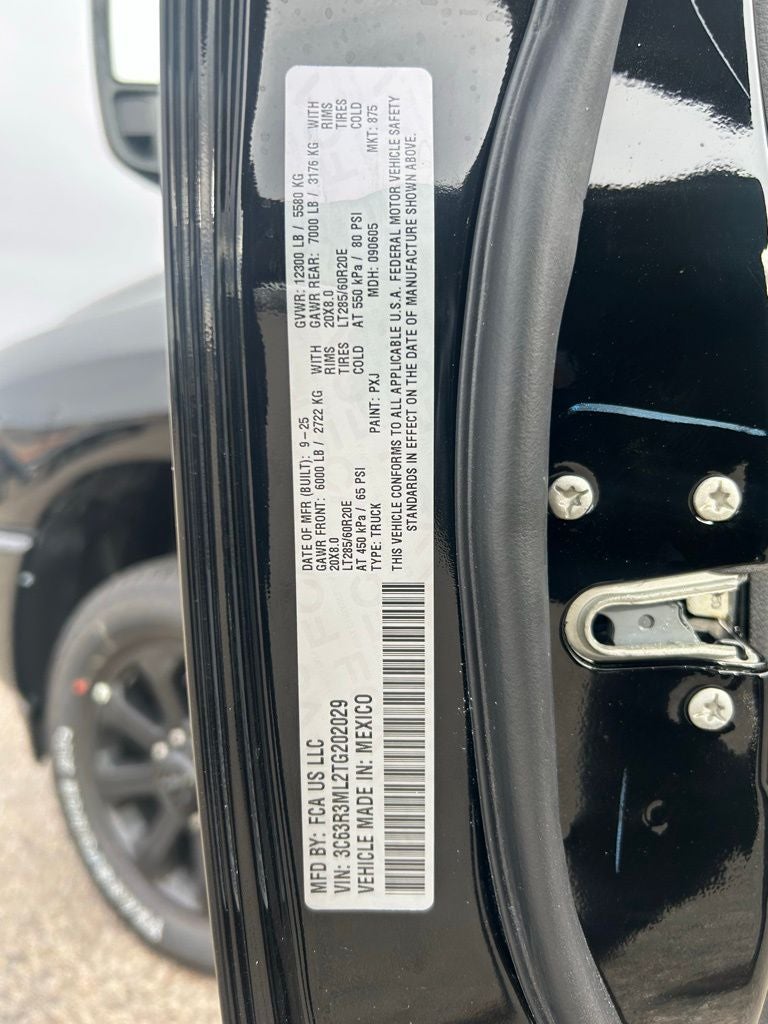 MFD BY: FCA US LLC
VIN: 3C63R3ML2TG202029
VEHICLE MADE IN: MEXICO
DATE OF MFR (BUILT): 9-25
GAWR FRONT: 6000 LB / 2722 KG WITH
20X8.0 RIMS
LT285/60R20E TIRES
AT 450 kPa / 65 PSI COLD
TYPE: TRUCK PAINT: PXJ
GVWR: 12300 LB / 5580 KG
GAWR REAR: 7000 LB / 3176 KG WITH
20X8.0 RIMS
LT285/60R20E TIRES
AT 550 kPa / 80 PSI COLD
MDH: 090605 MKT: 875
THIS VEHICLE CONFORMS TO ALL APPLICABLE U.S.A. FEDERAL MOTOR VEHICLE SAFETY
STANDARDS IN EFFECT ON THE DATE OF MANUFACTURE SHOWN ABOVE.